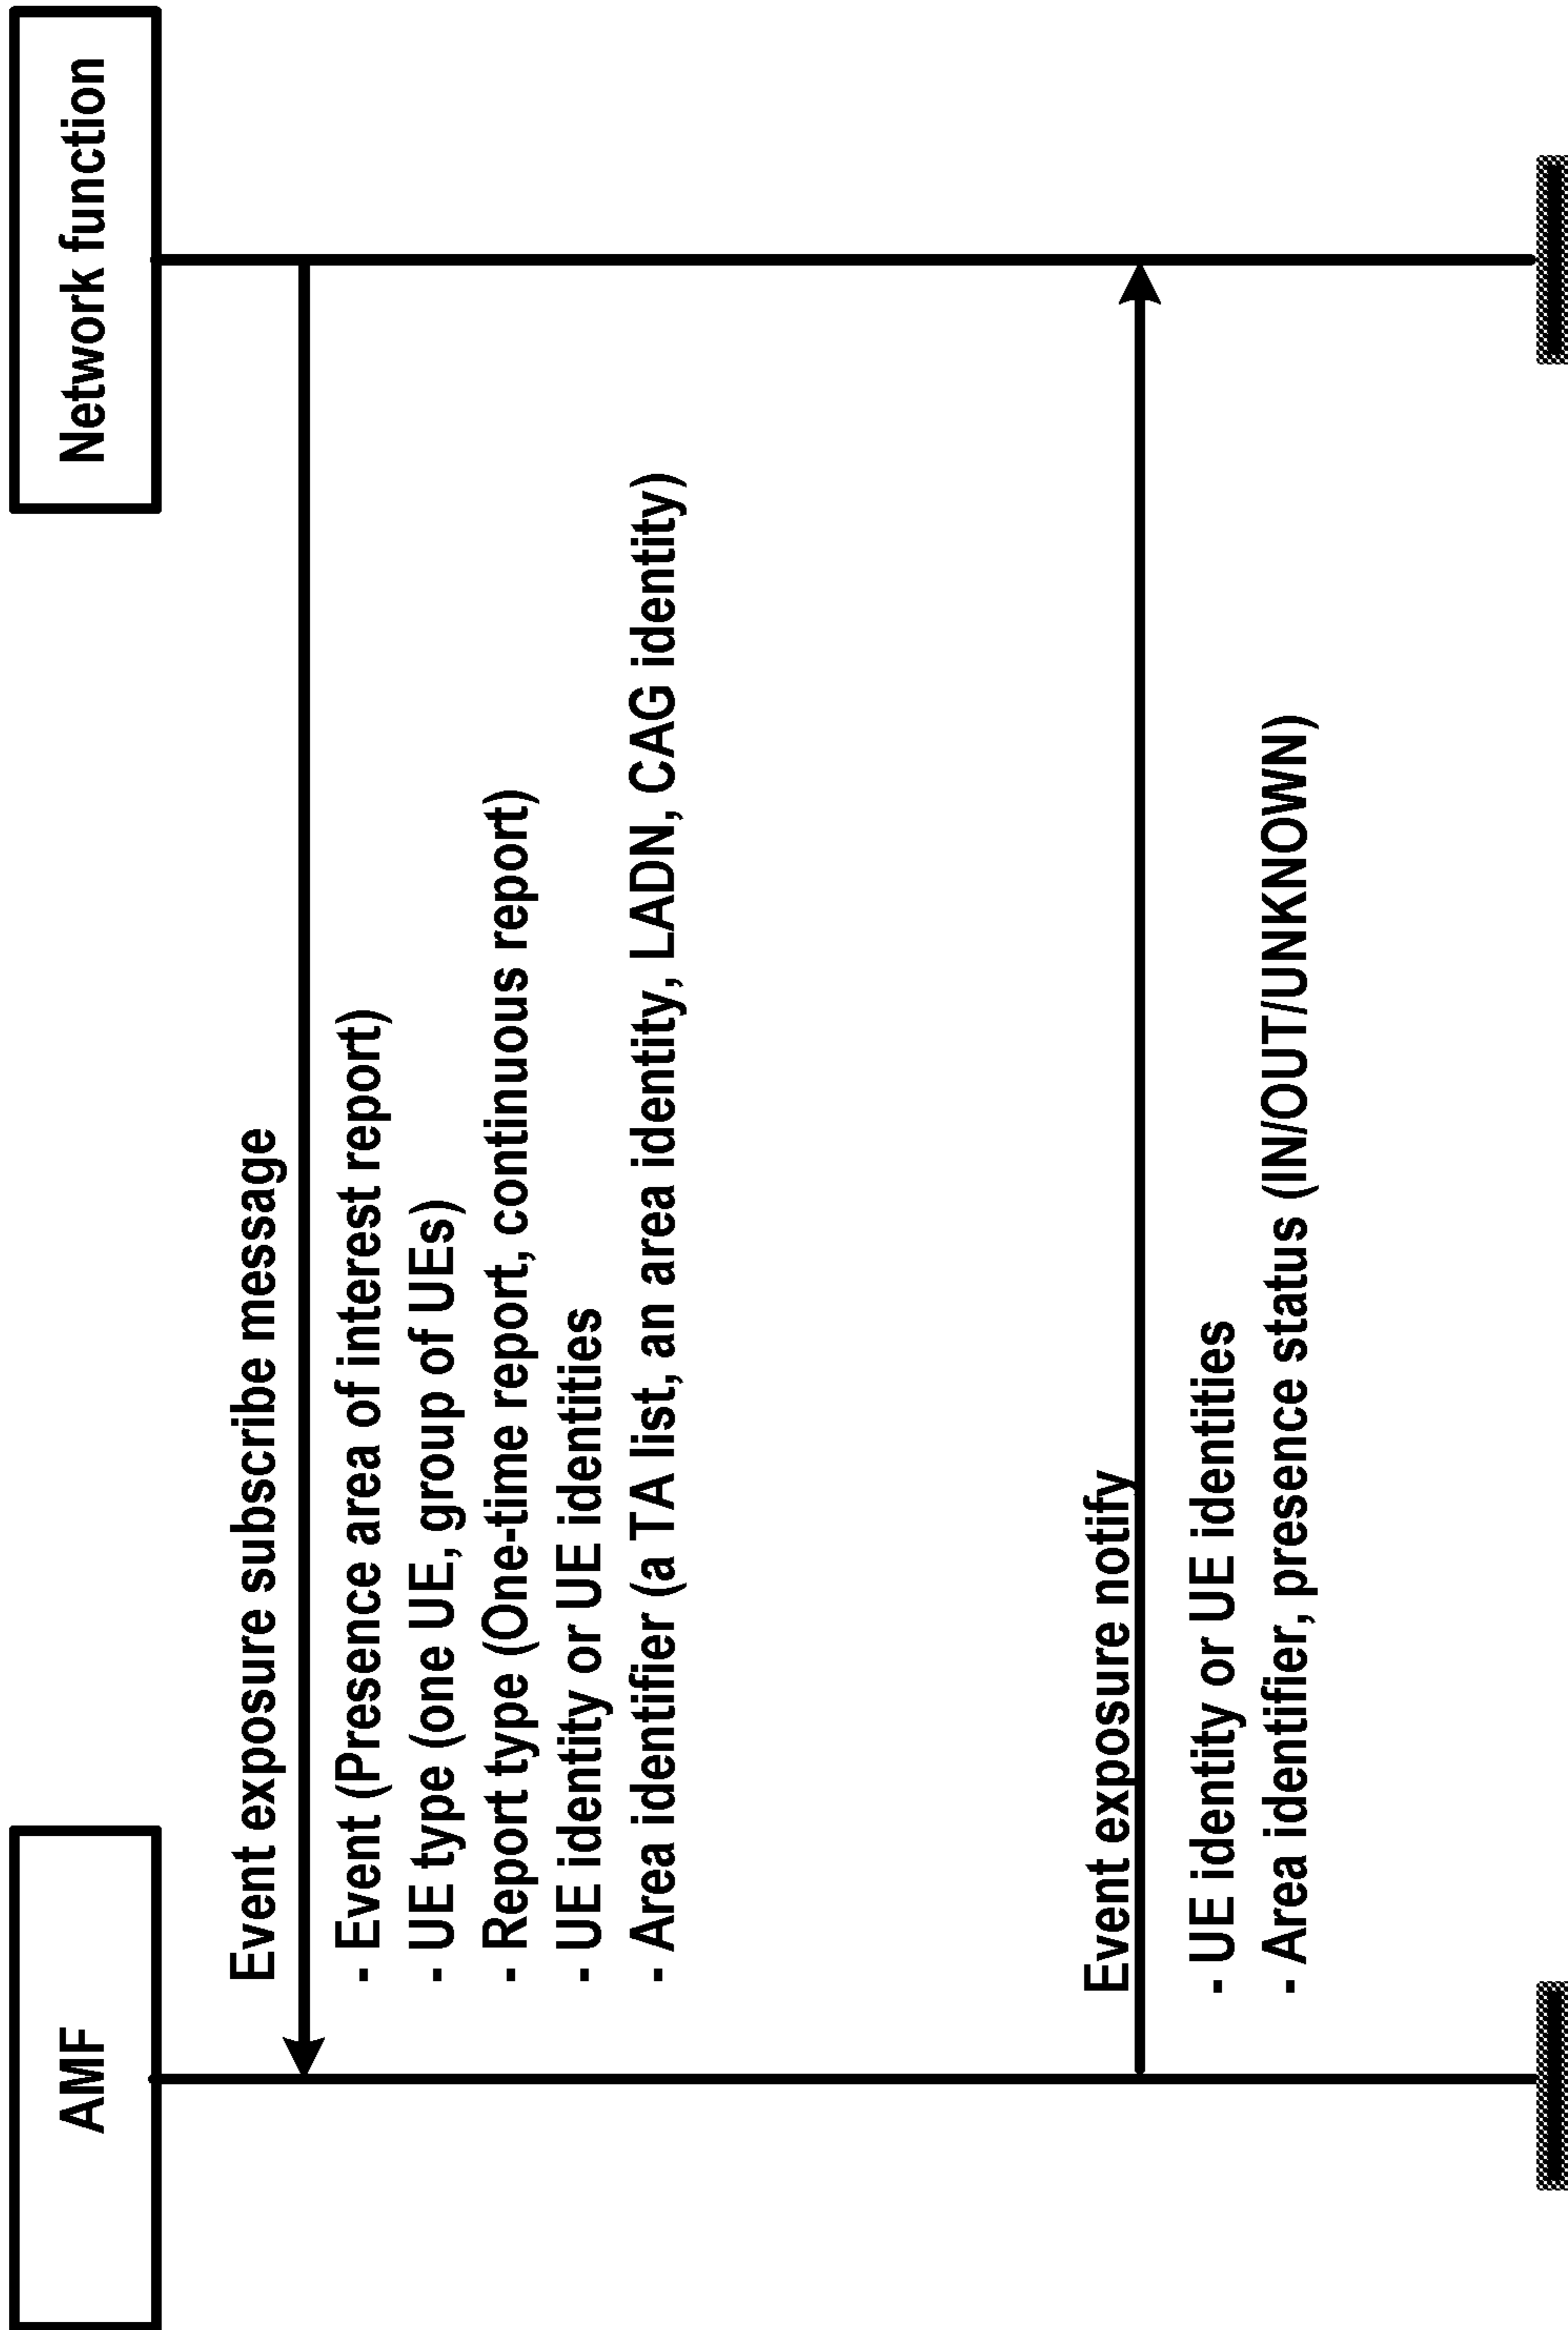 AMF
Network function
Event exposure subscribe message
- Event (Presence area of interest report)
- UE type (one UE, group of UEs)
- Report type (One-time report, continuous report)
- UE identity or UE identities
- Area identifier (a TA list, an area identity, LADN, CAG identity)
Event exposure notify
- UE identity or UE identities
- Area identifier, presence status (IN/OUT/UNKNOWN)